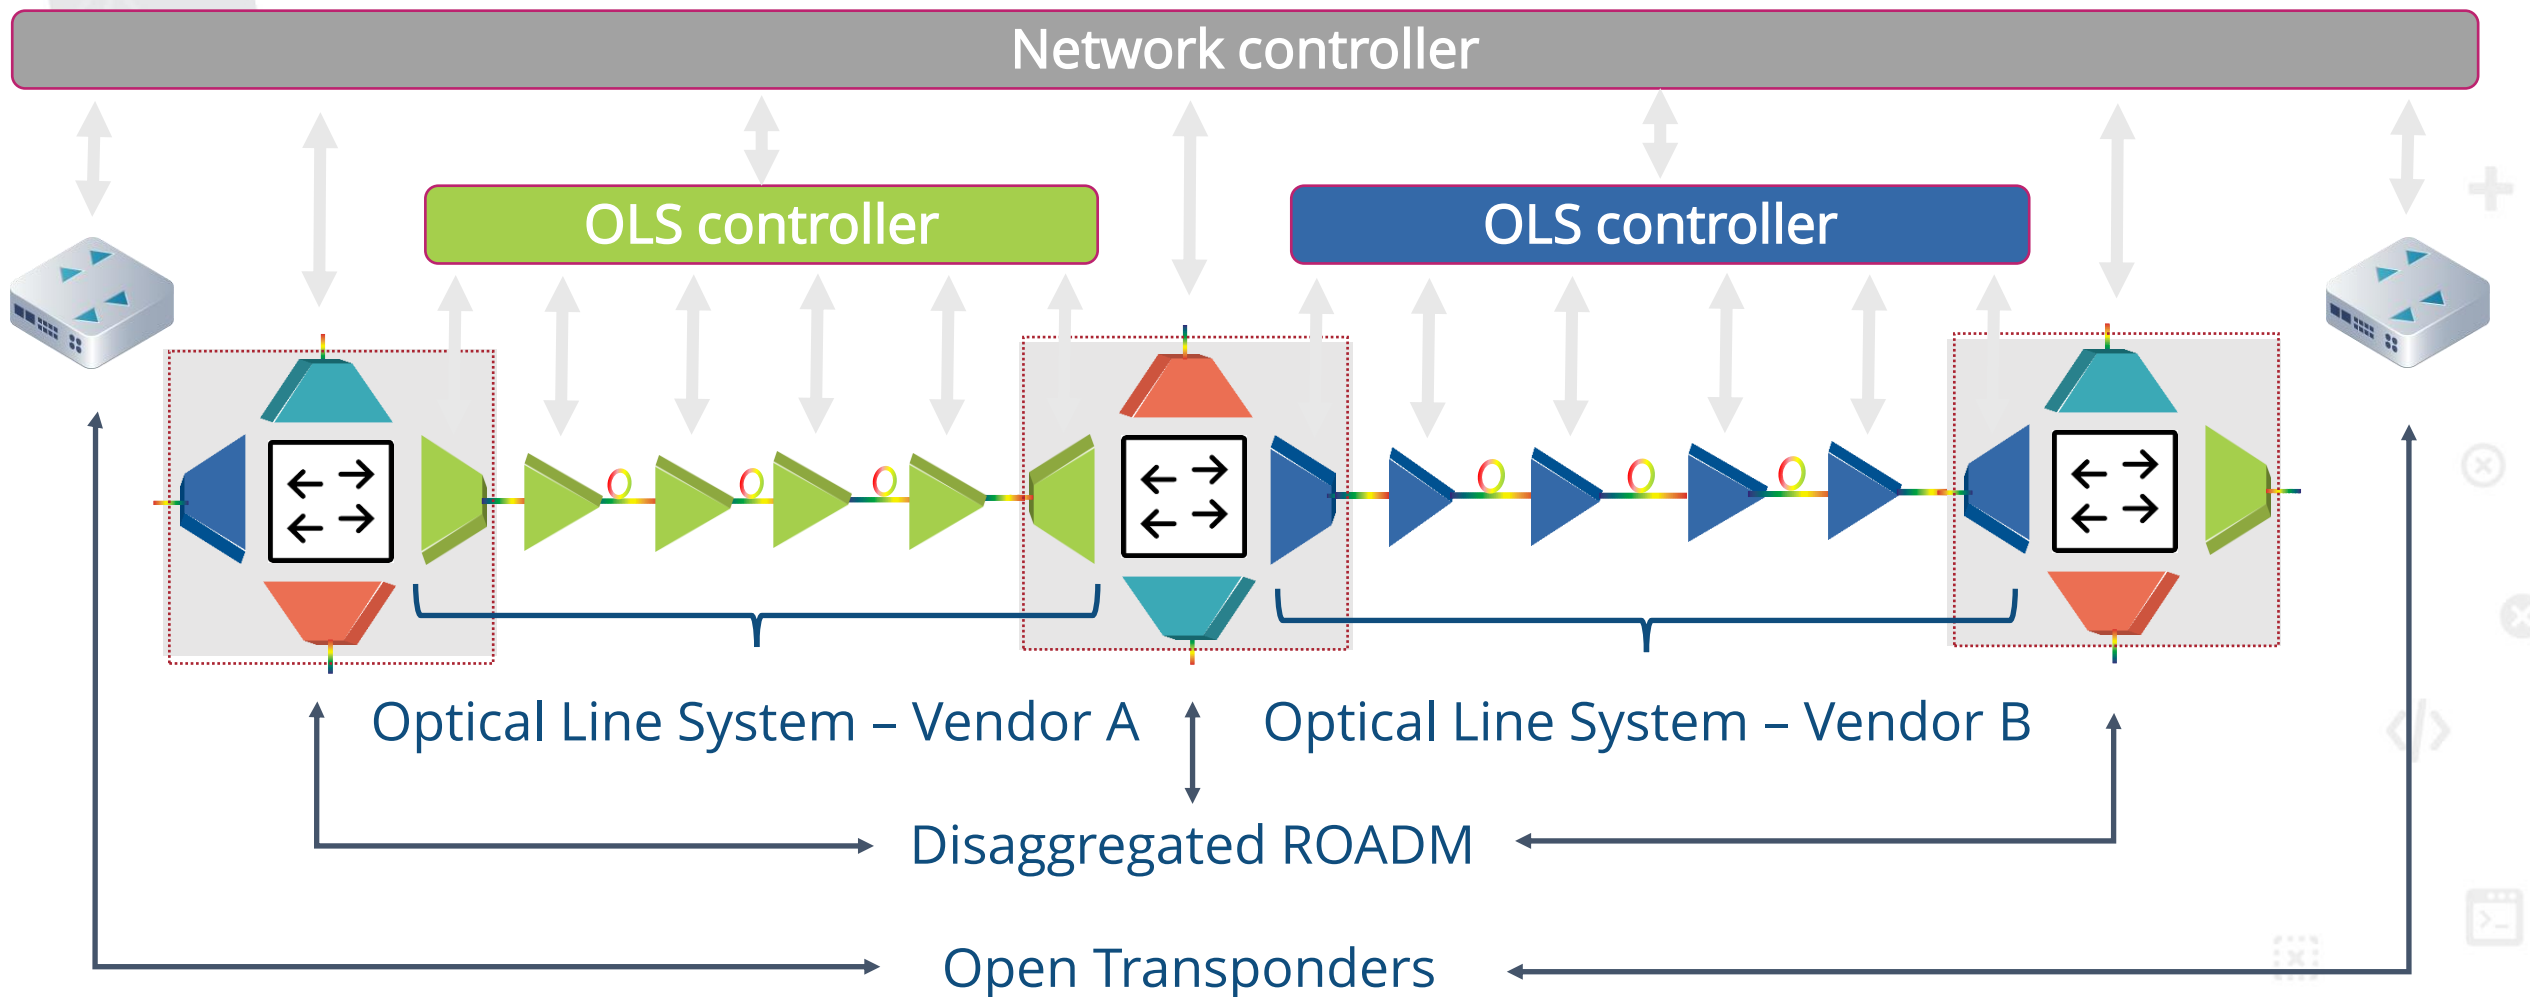 Network controller
OLS controller
OLS controller
Optical Line System – Vendor A
Optical Line System – Vendor B
Disaggregated ROADM
Open Transponders